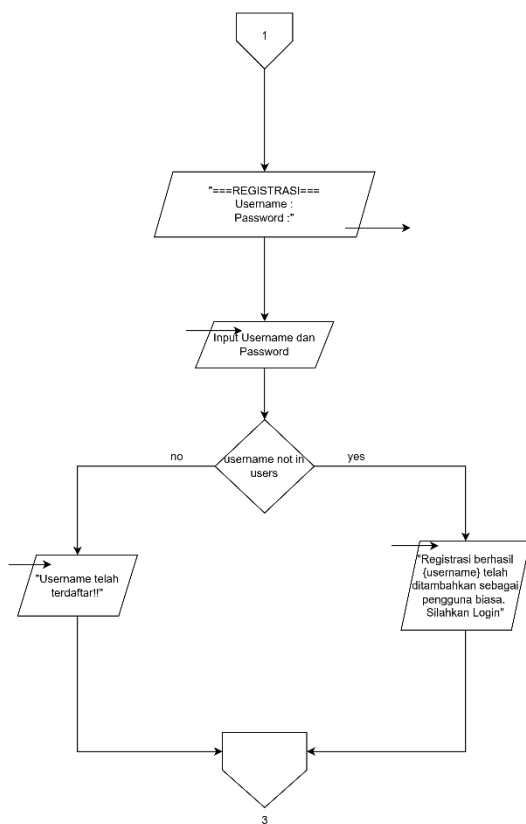 1
"===REGISTRASI===
Username :
Password :"
Input Username dan
Password
username not in
users
no
yes
"Username telah
terdaftar!!"
"Registrasi berhasil
{username} telah
ditambahkan sebagai
pengguna biasa.
Silahkan Login"
3